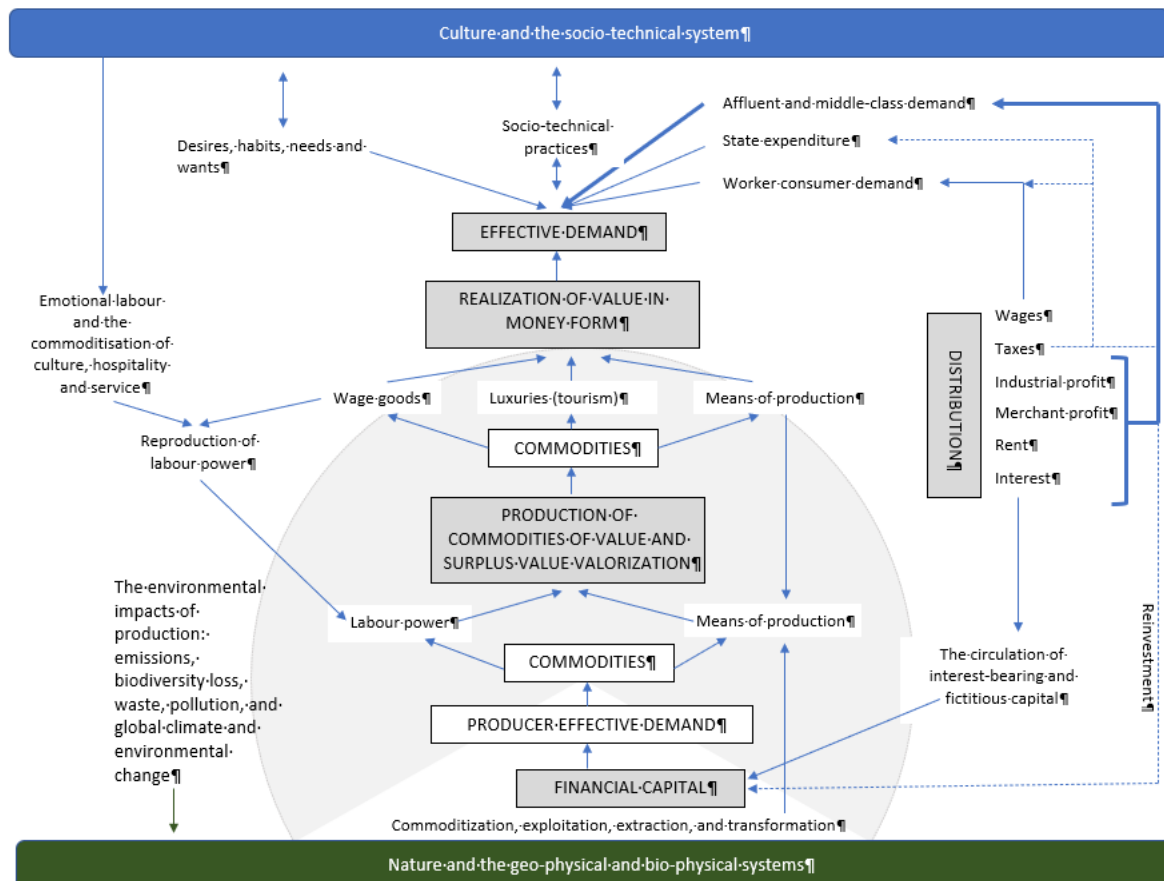 Culture and the socio-technical system¶
Affluent and middle-class demand¶
Socio-technical
practices¶
State expenditure¶
Desires, habits, needs and
wants¶
Worker consumer demand¶
EFFECTIVE DEMAND¶
REALIZATION OF VALUE IN
MONEY FORM¶
Emotional labour
and the
commoditisation of
culture, hospitality
and service¶
DISTRIBUTION¶
Wages¶
Taxes¶
Industrial profit¶
Merchant profit¶
Rent¶
Interest¶
Wage goods¶
Luxuries (tourism)¶
Means of production¶
Reproduction of
labour power¶
COMMODITIES¶
PRODUCTION OF
COMMODITIES OF VALUE AND
SURPLUS VALUE VALORIZATION¶
The environmental
impacts of
production:
emissions,
biodiversity loss,
waste, pollution, and
global climate and
environmental
change¶
Labour power¶
Means of production¶
Reinvestment¶
COMMODITIES¶
The circulation of
interest-bearing and
fictitious capital¶
PRODUCER EFFECTIVE DEMAND¶
FINANCIAL CAPITAL¶
Commoditization, exploitation, extraction, and transformation¶
Nature and the geo-physical and bio-physical systems¶